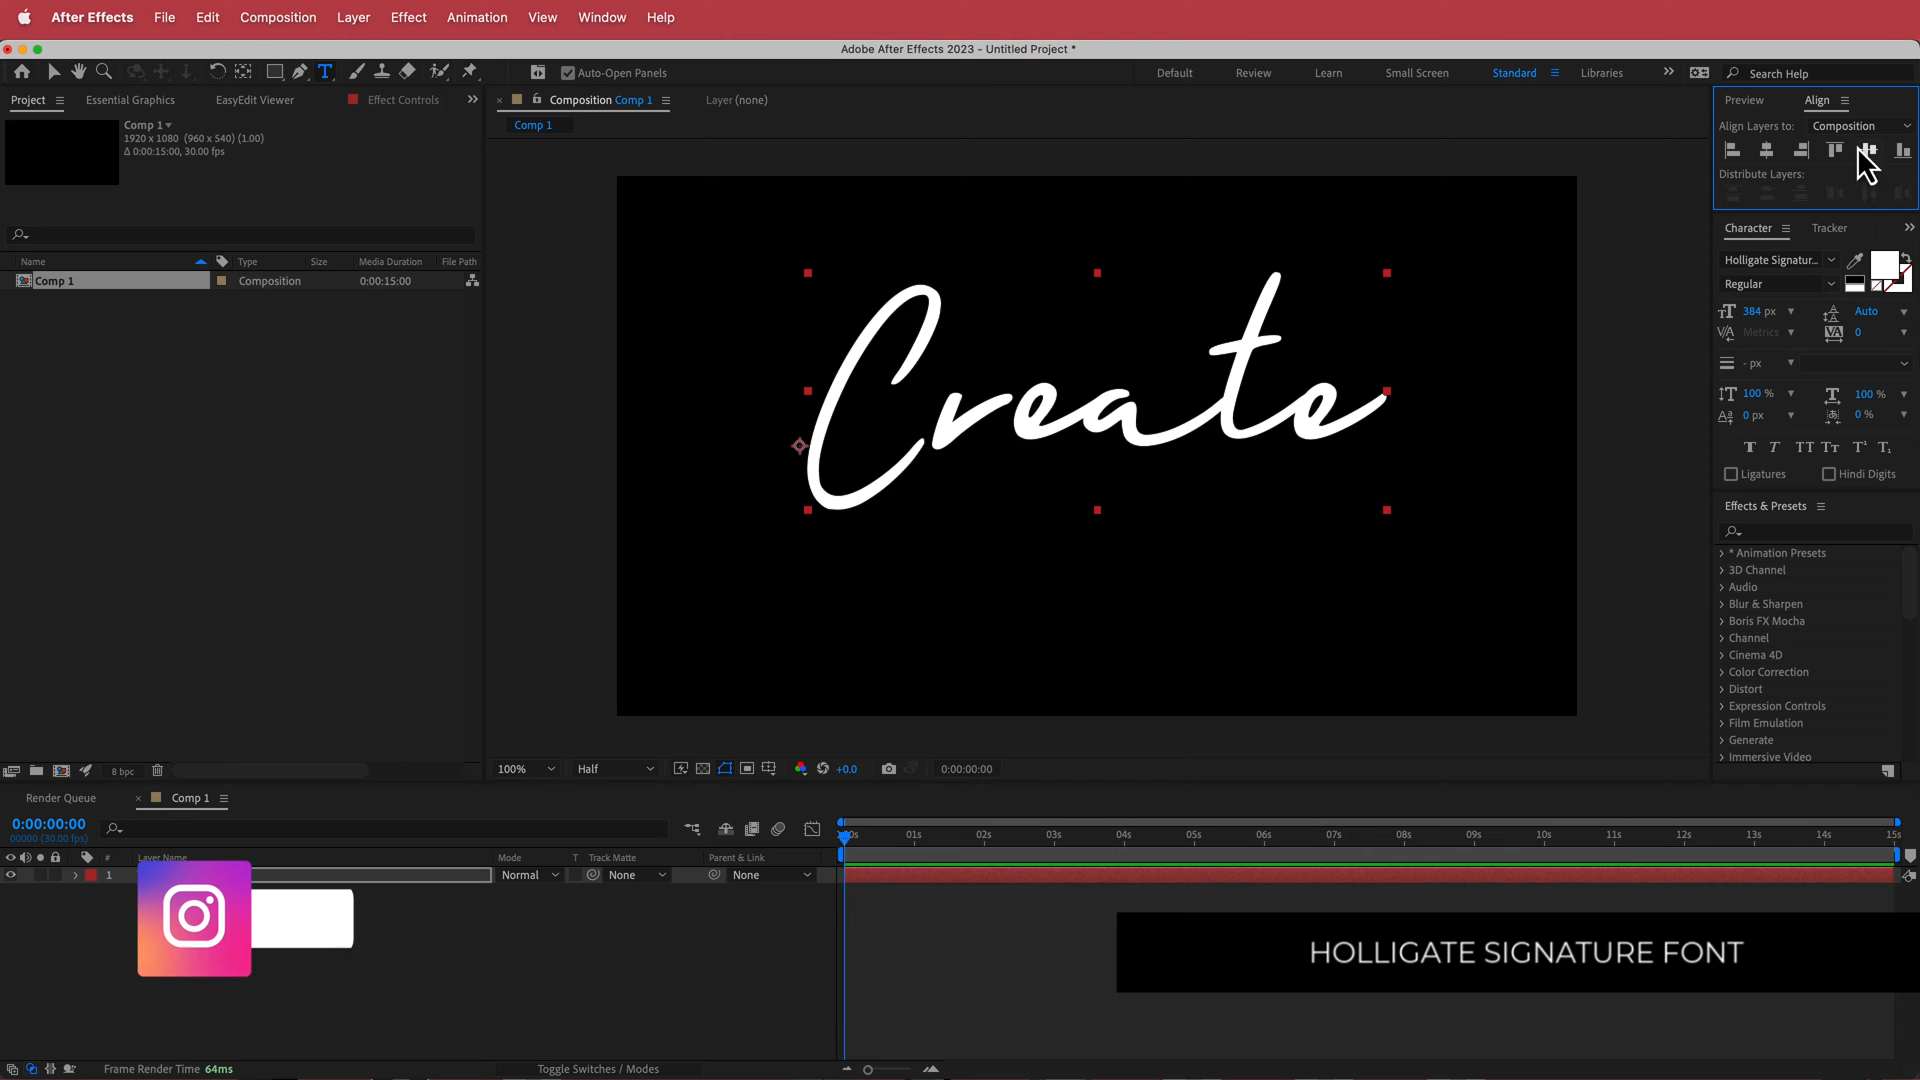 After Effects File Edit Composition Layer Effect Animation View Window Help
Adobe After Effects 2023 - Untitled Project *
Auto-Open Panels
Default Review Learn Small Screen Standard Libraries
Search Help
Project Essential Graphics EasyEdit Viewer Effect Controls
Composition Comp 1 Layer (none)
Comp 1
Comp 1
1920 x 1080 (960 x 540) (1.00)
Δ 0:00:15:00, 30.00 fps
Name Type Size Media Duration File Path
Comp 1 Composition 0:00:15:00
Create
Preview Align
Align Layers to: Composition
Distribute Layers:
Character Tracker
Holligate Signatur...
Regular
384 px Auto
Metrics 0
- px
100 % 100 %
0 px 0 %
T T TT Tt T¹ T₁
Ligatures Hindi Digits
Effects & Presets
* Animation Presets
3D Channel
Audio
Blur & Sharpen
Boris FX Mocha
Channel
Cinema 4D
Color Correction
Distort
Expression Controls
Film Emulation
Generate
Immersive Video
8 bpc
100% Half +0.0 0:00:00:00
Render Queue Comp 1
0:00:00:00
00000 (30.00 fps)
:00s 01s 02s 03s 04s 05s 06s 07s 08s 09s 10s 11s 12s 13s 14s 15s
# Layer Name Mode T Track Matte Parent & Link
1 Normal None None
HOLLIGATE SIGNATURE FONT
Frame Render Time 64ms
Toggle Switches / Modes